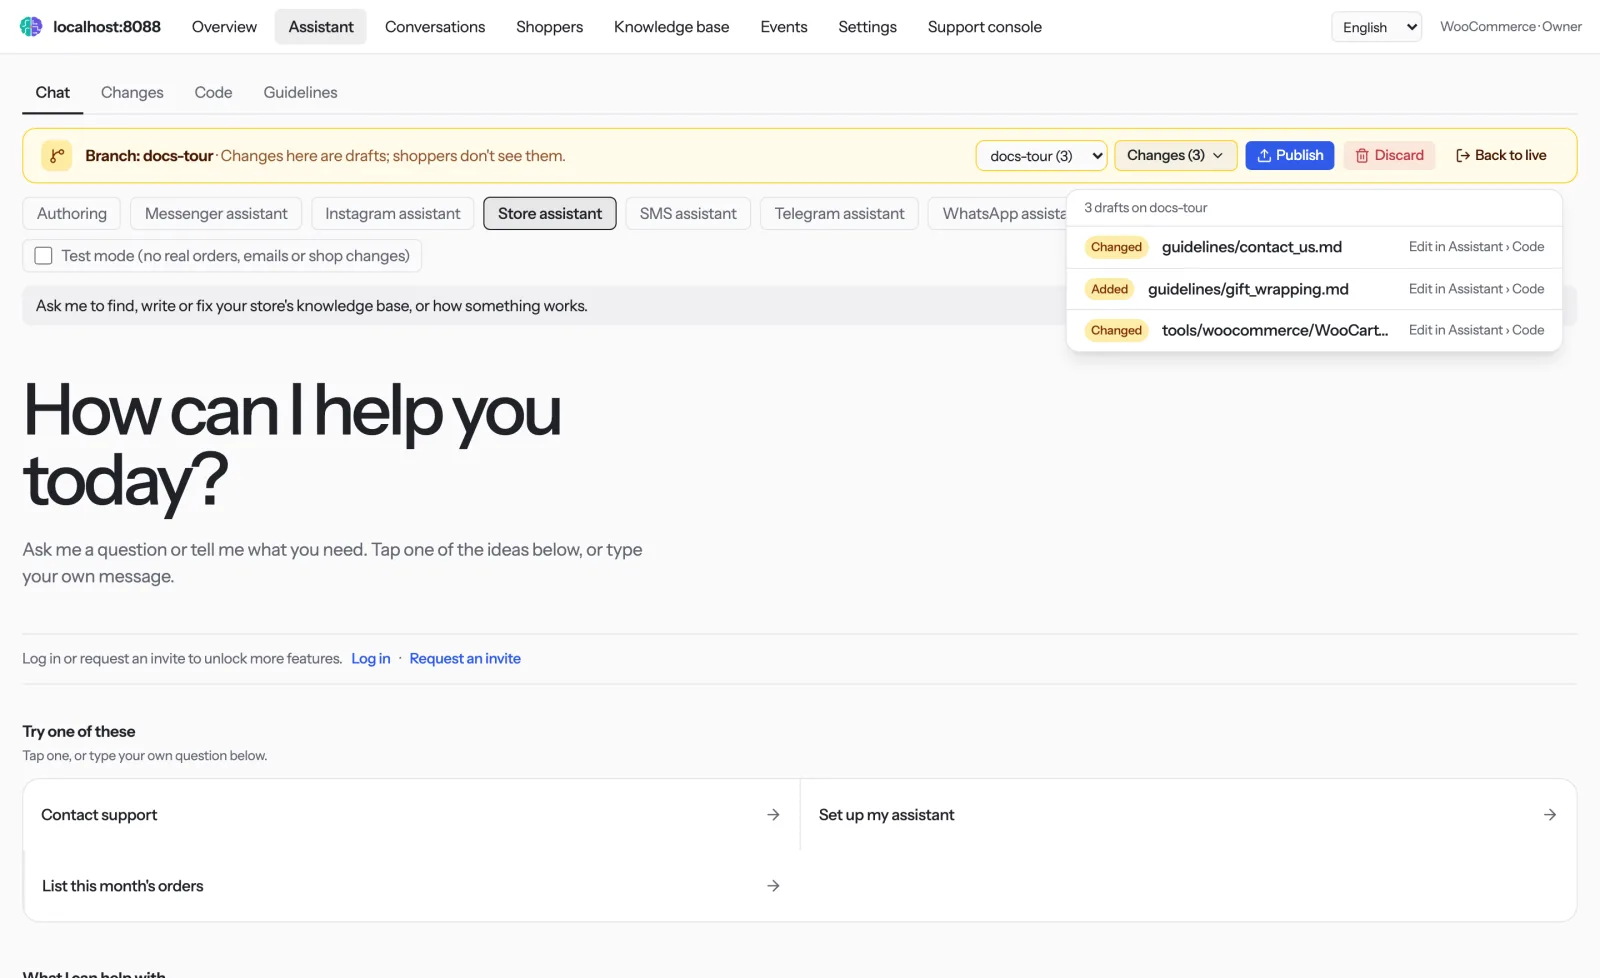 localhost:8088 Overview Assistant Conversations Shoppers Knowledge base Events Settings Support console English WooCommerce · Owner
Chat Changes Code Guidelines
Branch: docs-tour · Changes here are drafts; shoppers don't see them. docs-tour (3) Changes (3) Publish Discard Back to live
Authoring Messenger assistant Instagram assistant Store assistant SMS assistant Telegram assistant WhatsApp assista
3 drafts on docs-tour
Changed guidelines/contact_us.md Edit in Assistant › Code
Added guidelines/gift_wrapping.md Edit in Assistant › Code
Changed tools/woocommerce/WooCart... Edit in Assistant › Code
Test mode (no real orders, emails or shop changes)
Ask me to find, write or fix your store's knowledge base, or how something works.
How can I help you
today?
Ask me a question or tell me what you need. Tap one of the ideas below, or type
your own message.
Log in or request an invite to unlock more features. Log in · Request an invite
Try one of these
Tap one, or type your own question below.
Contact support
Set up my assistant
List this month's orders
What I can help with